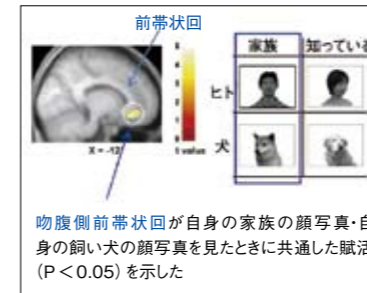 前帯状回
家族 知っている
ヒト
犬
t value
吻腹側前帯状回が自身の家族の顔写真・自
身の飼い犬の顔写真を見たときに共通した賦活
(P<0.05)を示した